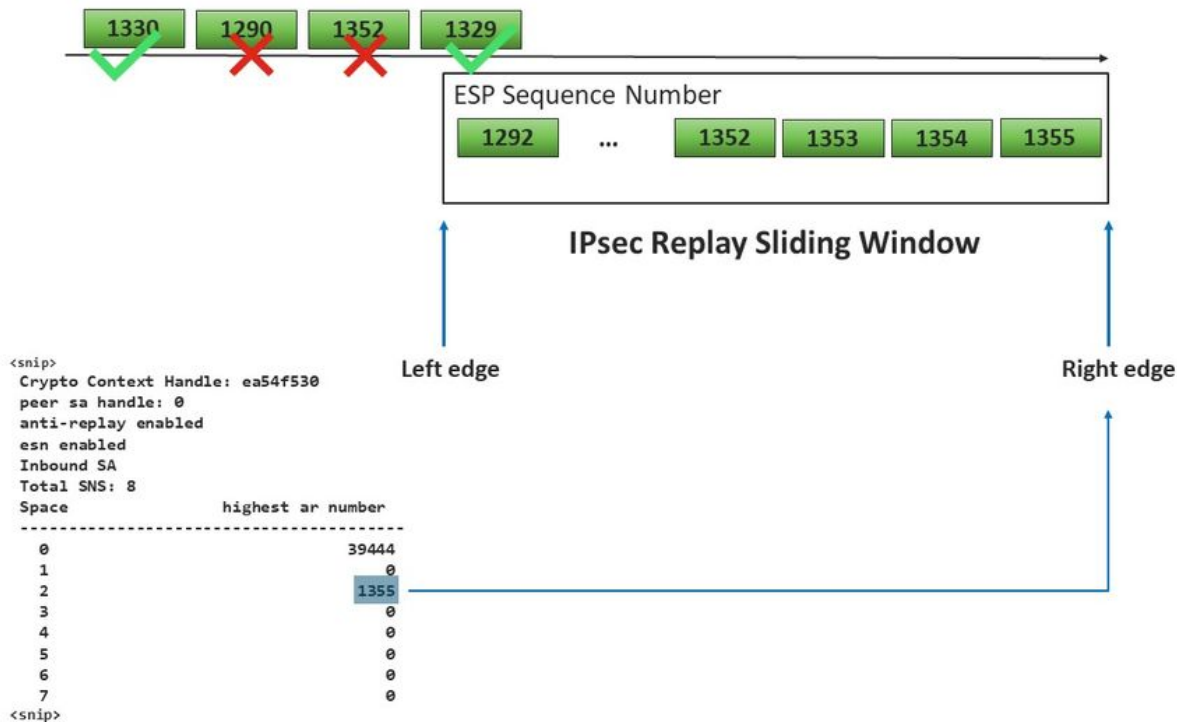 1330 1290 1352 1329
ESP Sequence Number
1292 ... 1352 1353 1354 1355
IPsec Replay Sliding Window
Left edge
Right edge
<snip>
Crypto Context Handle: ea54f530
peer sa handle: 0
anti-replay enabled
esn enabled
Inbound SA
Total SNS: 8
Space highest ar number
------------------------------------------
0 39444
1 0
2 1355
3 0
4 0
5 0
6 0
7 0
<snip>